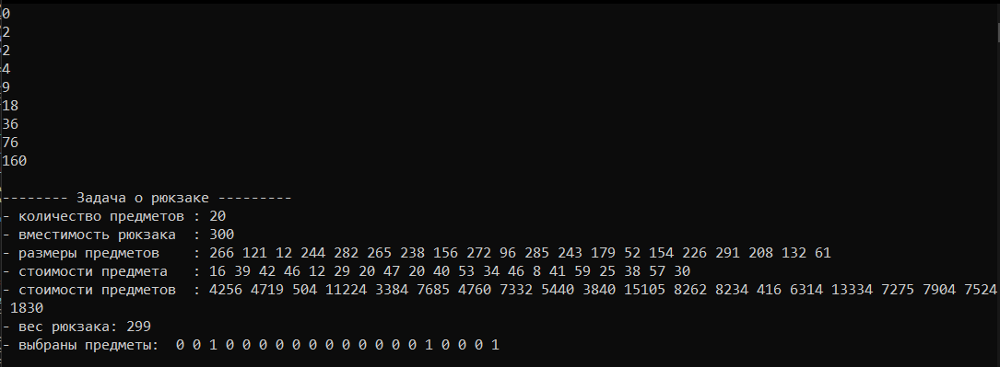 0
2
2
4
9
18
36
76
160
-------- Задача о рюкзаке ---------
- количество предметов : 20
- вместимость рюкзака  : 300
- размеры предметов    : 266 121 12 244 282 265 238 156 272 96 285 243 179 52 154 226 291 208 132 61
- стоимости предмета   : 16 39 42 46 12 29 20 47 20 40 53 34 46 8 41 59 25 38 57 30
- стоимости предметов  : 4256 4719 504 11224 3384 7685 4760 7332 5440 3840 15105 8262 8234 416 6314 13334 7275 7904 7524
1830
- вес рюкзака: 299
- выбраны предметы:  0 0 1 0 0 0 0 0 0 0 0 0 0 0 0 1 0 0 0 1